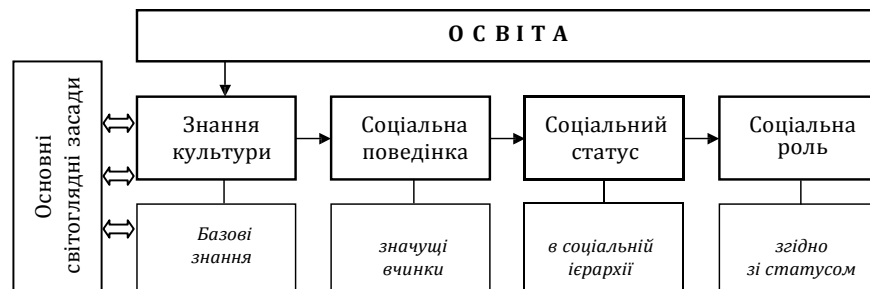 ОСВІТА
Основні
світоглядні засади
Знання
культури
Соціальна
поведінка
Соціальний
статус
Соціальна
роль
Базові
знання
значущі
вчинки
в соціальній
ієрархії
згідно
зі статусом